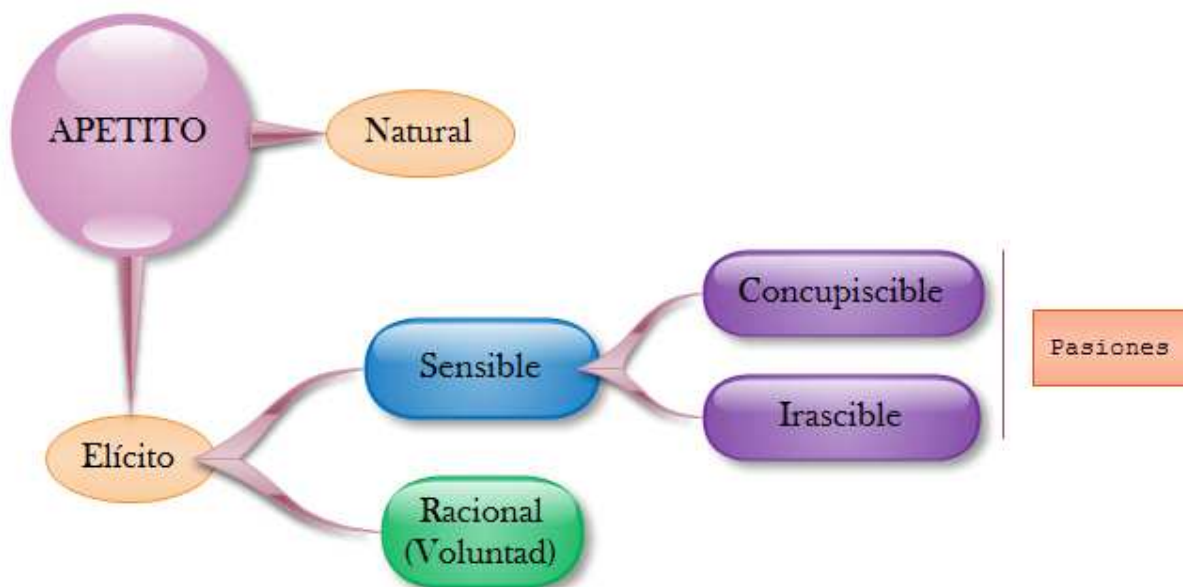 APETITO
Natural
Concupiscible
Pasiones
Sensible
Irascible
Elícito
Racional
(Voluntad)